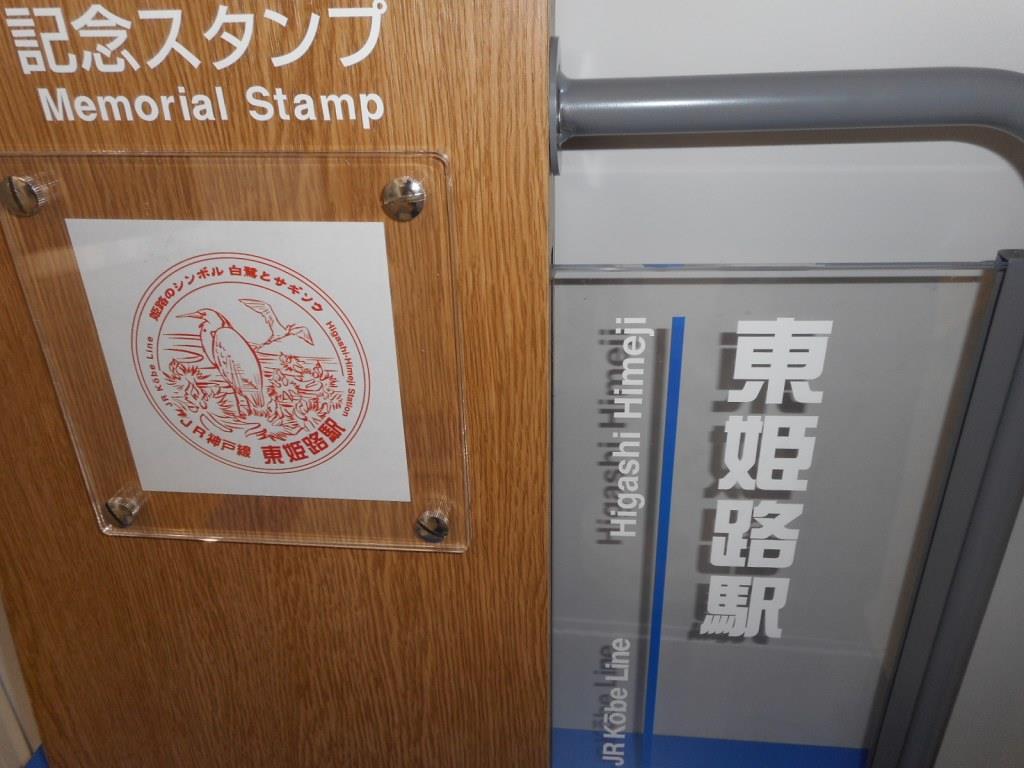 記念スタンプ
Memorial Stamp
姫路のシンボル 白鷺とサギソウ
Higashi-Himeji Station
JR Kobe Line
JR神戸線 東姫路駅
東姫路駅
Higashi Himeji
JR Kōbe Line